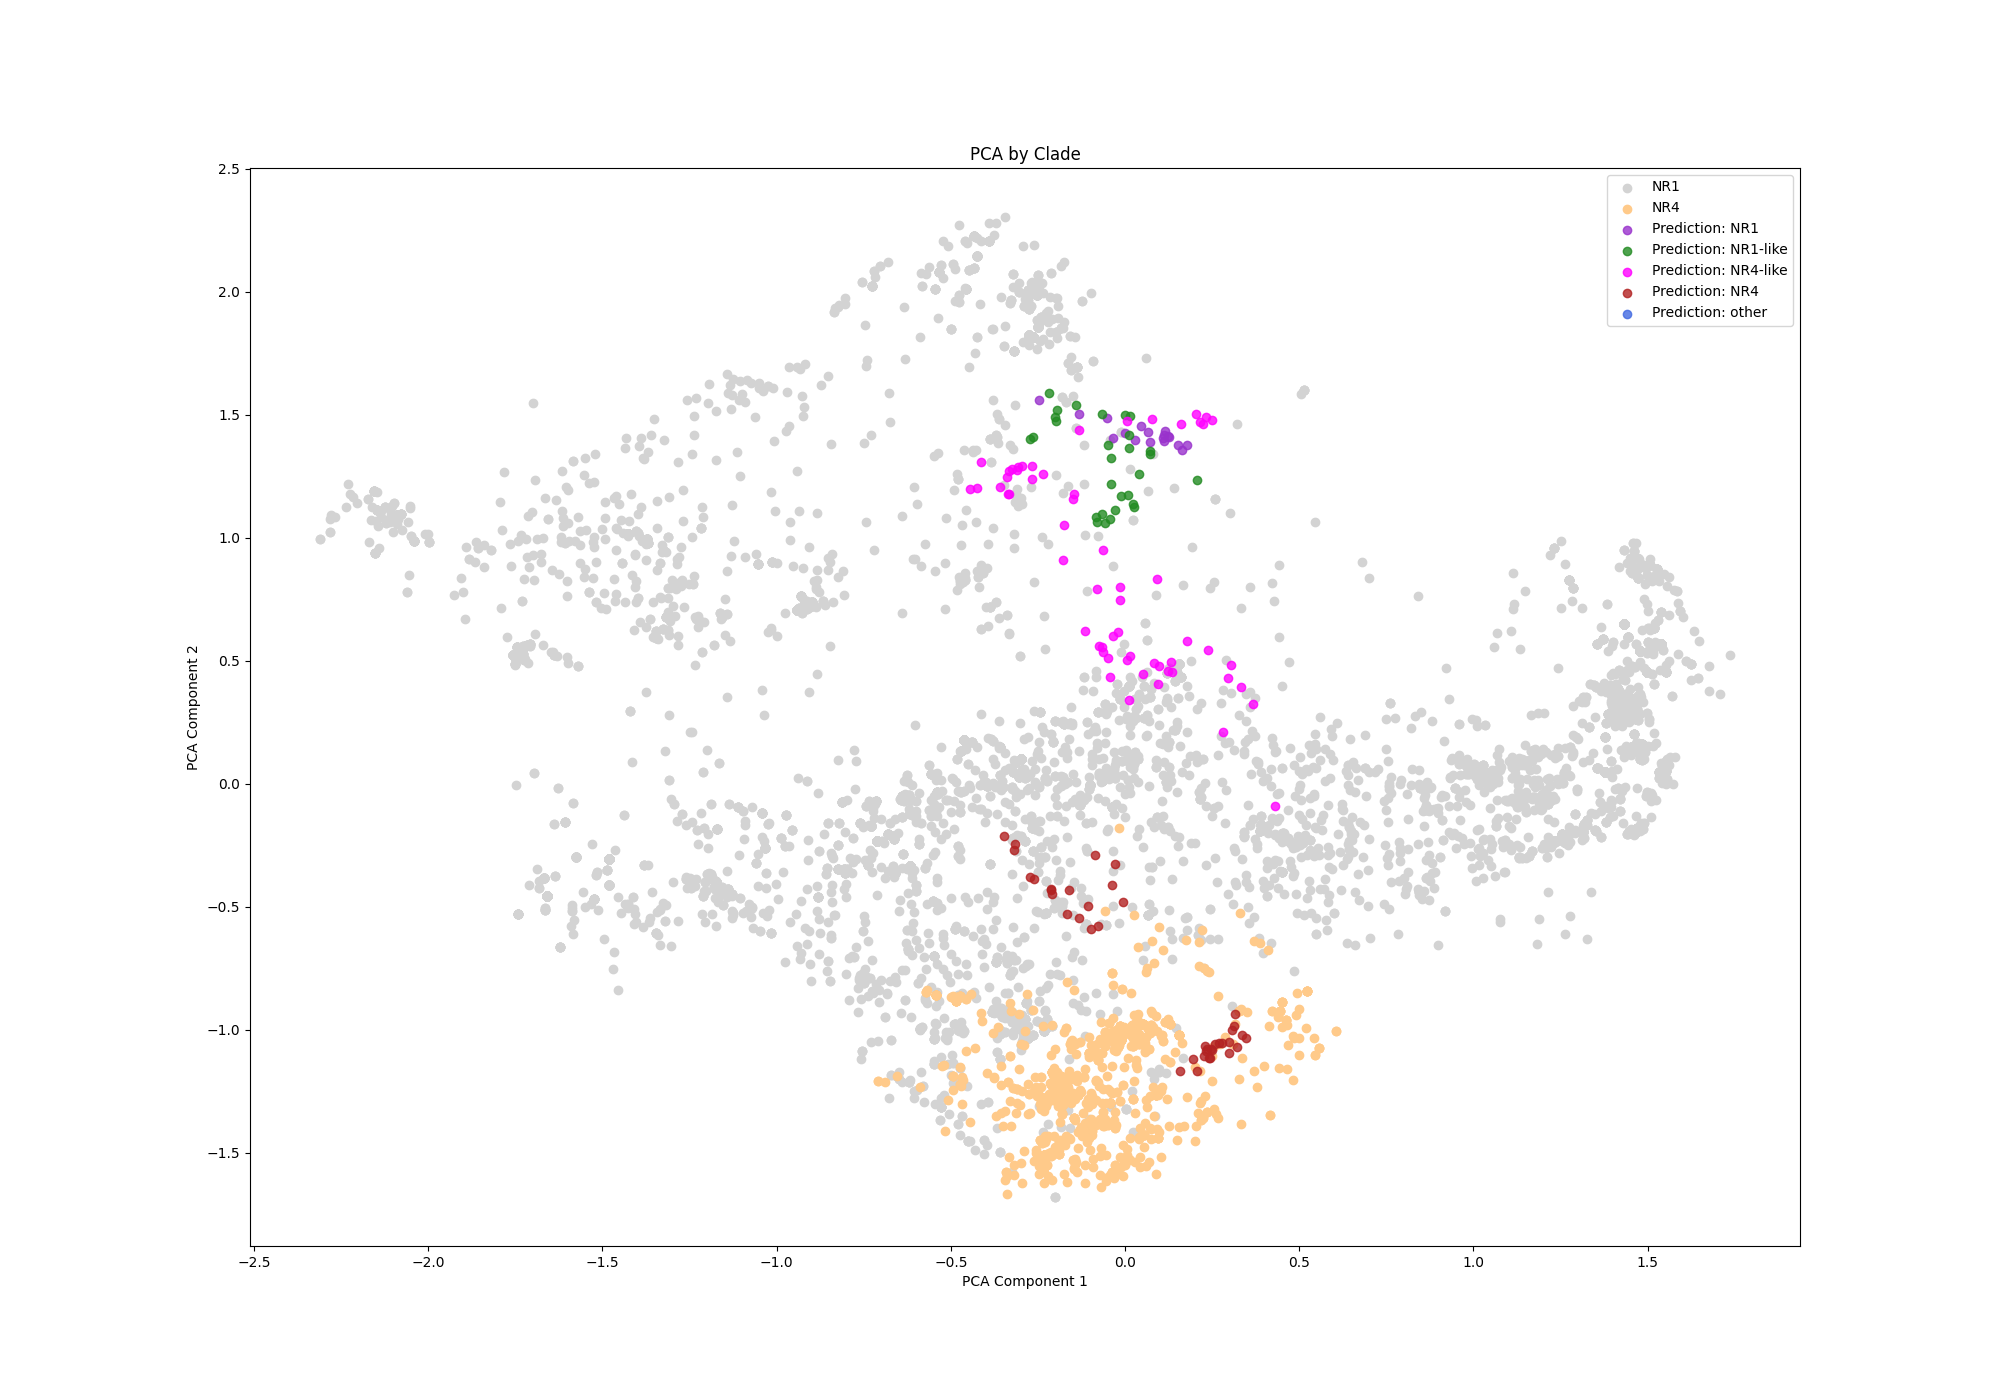 PCA by Clade
NR1
NR4
Prediction: NR1
Prediction: NR1-like
Prediction: NR4-like
Prediction: NR4
Prediction: other
PCA Component 2
2.5
2.0
1.5
1.0
0.5
0.0
−0.5
−1.0
−1.5
−2.5 −2.0 −1.5 −1.0 −0.5 0.0 0.5 1.0 1.5
PCA Component 1